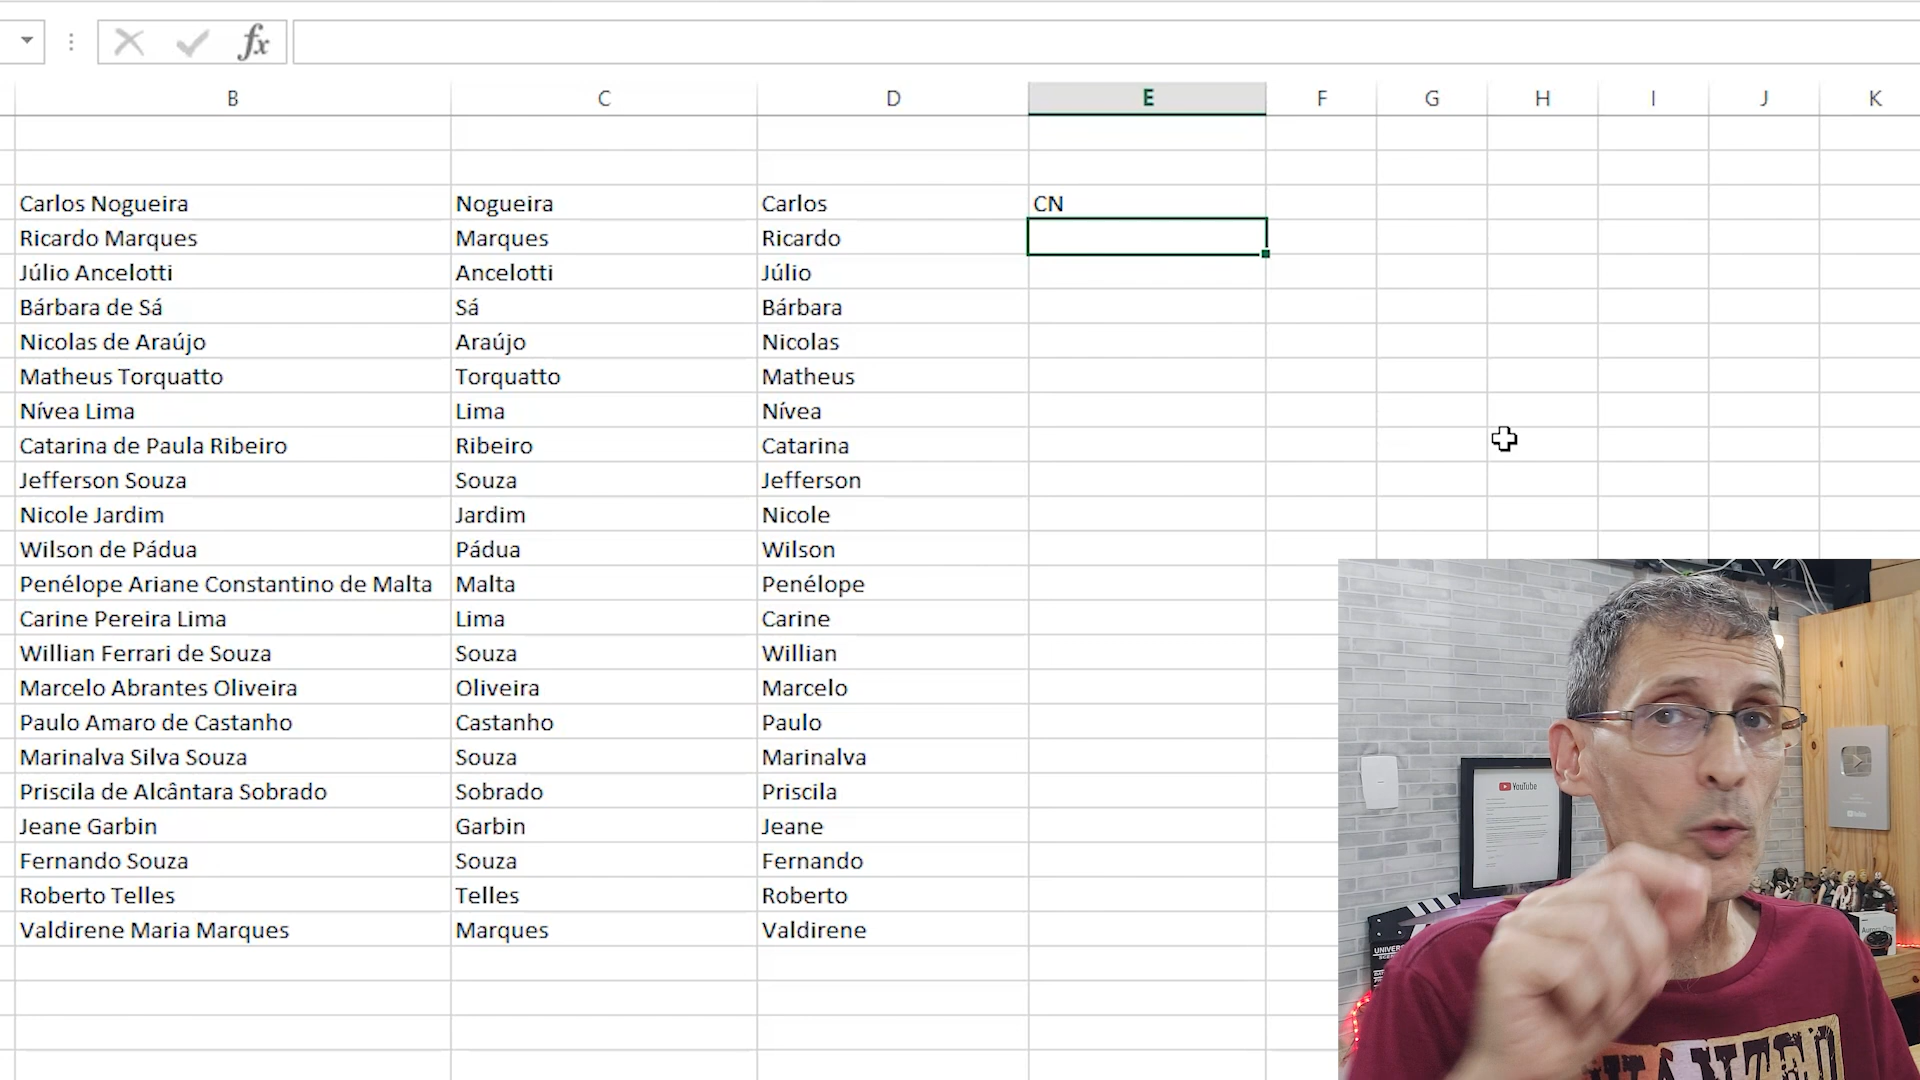 fx
B C D E F G H I J K
Carlos Nogueira Nogueira Carlos CN
Ricardo Marques Marques Ricardo
Júlio Ancelotti Ancelotti Júlio
Bárbara de Sá Sá Bárbara
Nicolas de Araújo Araújo Nicolas
Matheus Torquatto Torquatto Matheus
Nívea Lima Lima Nívea
Catarina de Paula Ribeiro Ribeiro Catarina
Jefferson Souza Souza Jefferson
Nicole Jardim Jardim Nicole
Wilson de Pádua Pádua Wilson
Penélope Ariane Constantino de Malta Malta Penélope
Carine Pereira Lima Lima Carine
Willian Ferrari de Souza Souza Willian
Marcelo Abrantes Oliveira Oliveira Marcelo
Paulo Amaro de Castanho Castanho Paulo
Marinalva Silva Souza Souza Marinalva
Priscila de Alcântara Sobrado Sobrado Priscila
Jeane Garbin Garbin Jeane
Fernando Souza Souza Fernando
Roberto Telles Telles Roberto
Valdirene Maria Marques Marques Valdirene
YouTube